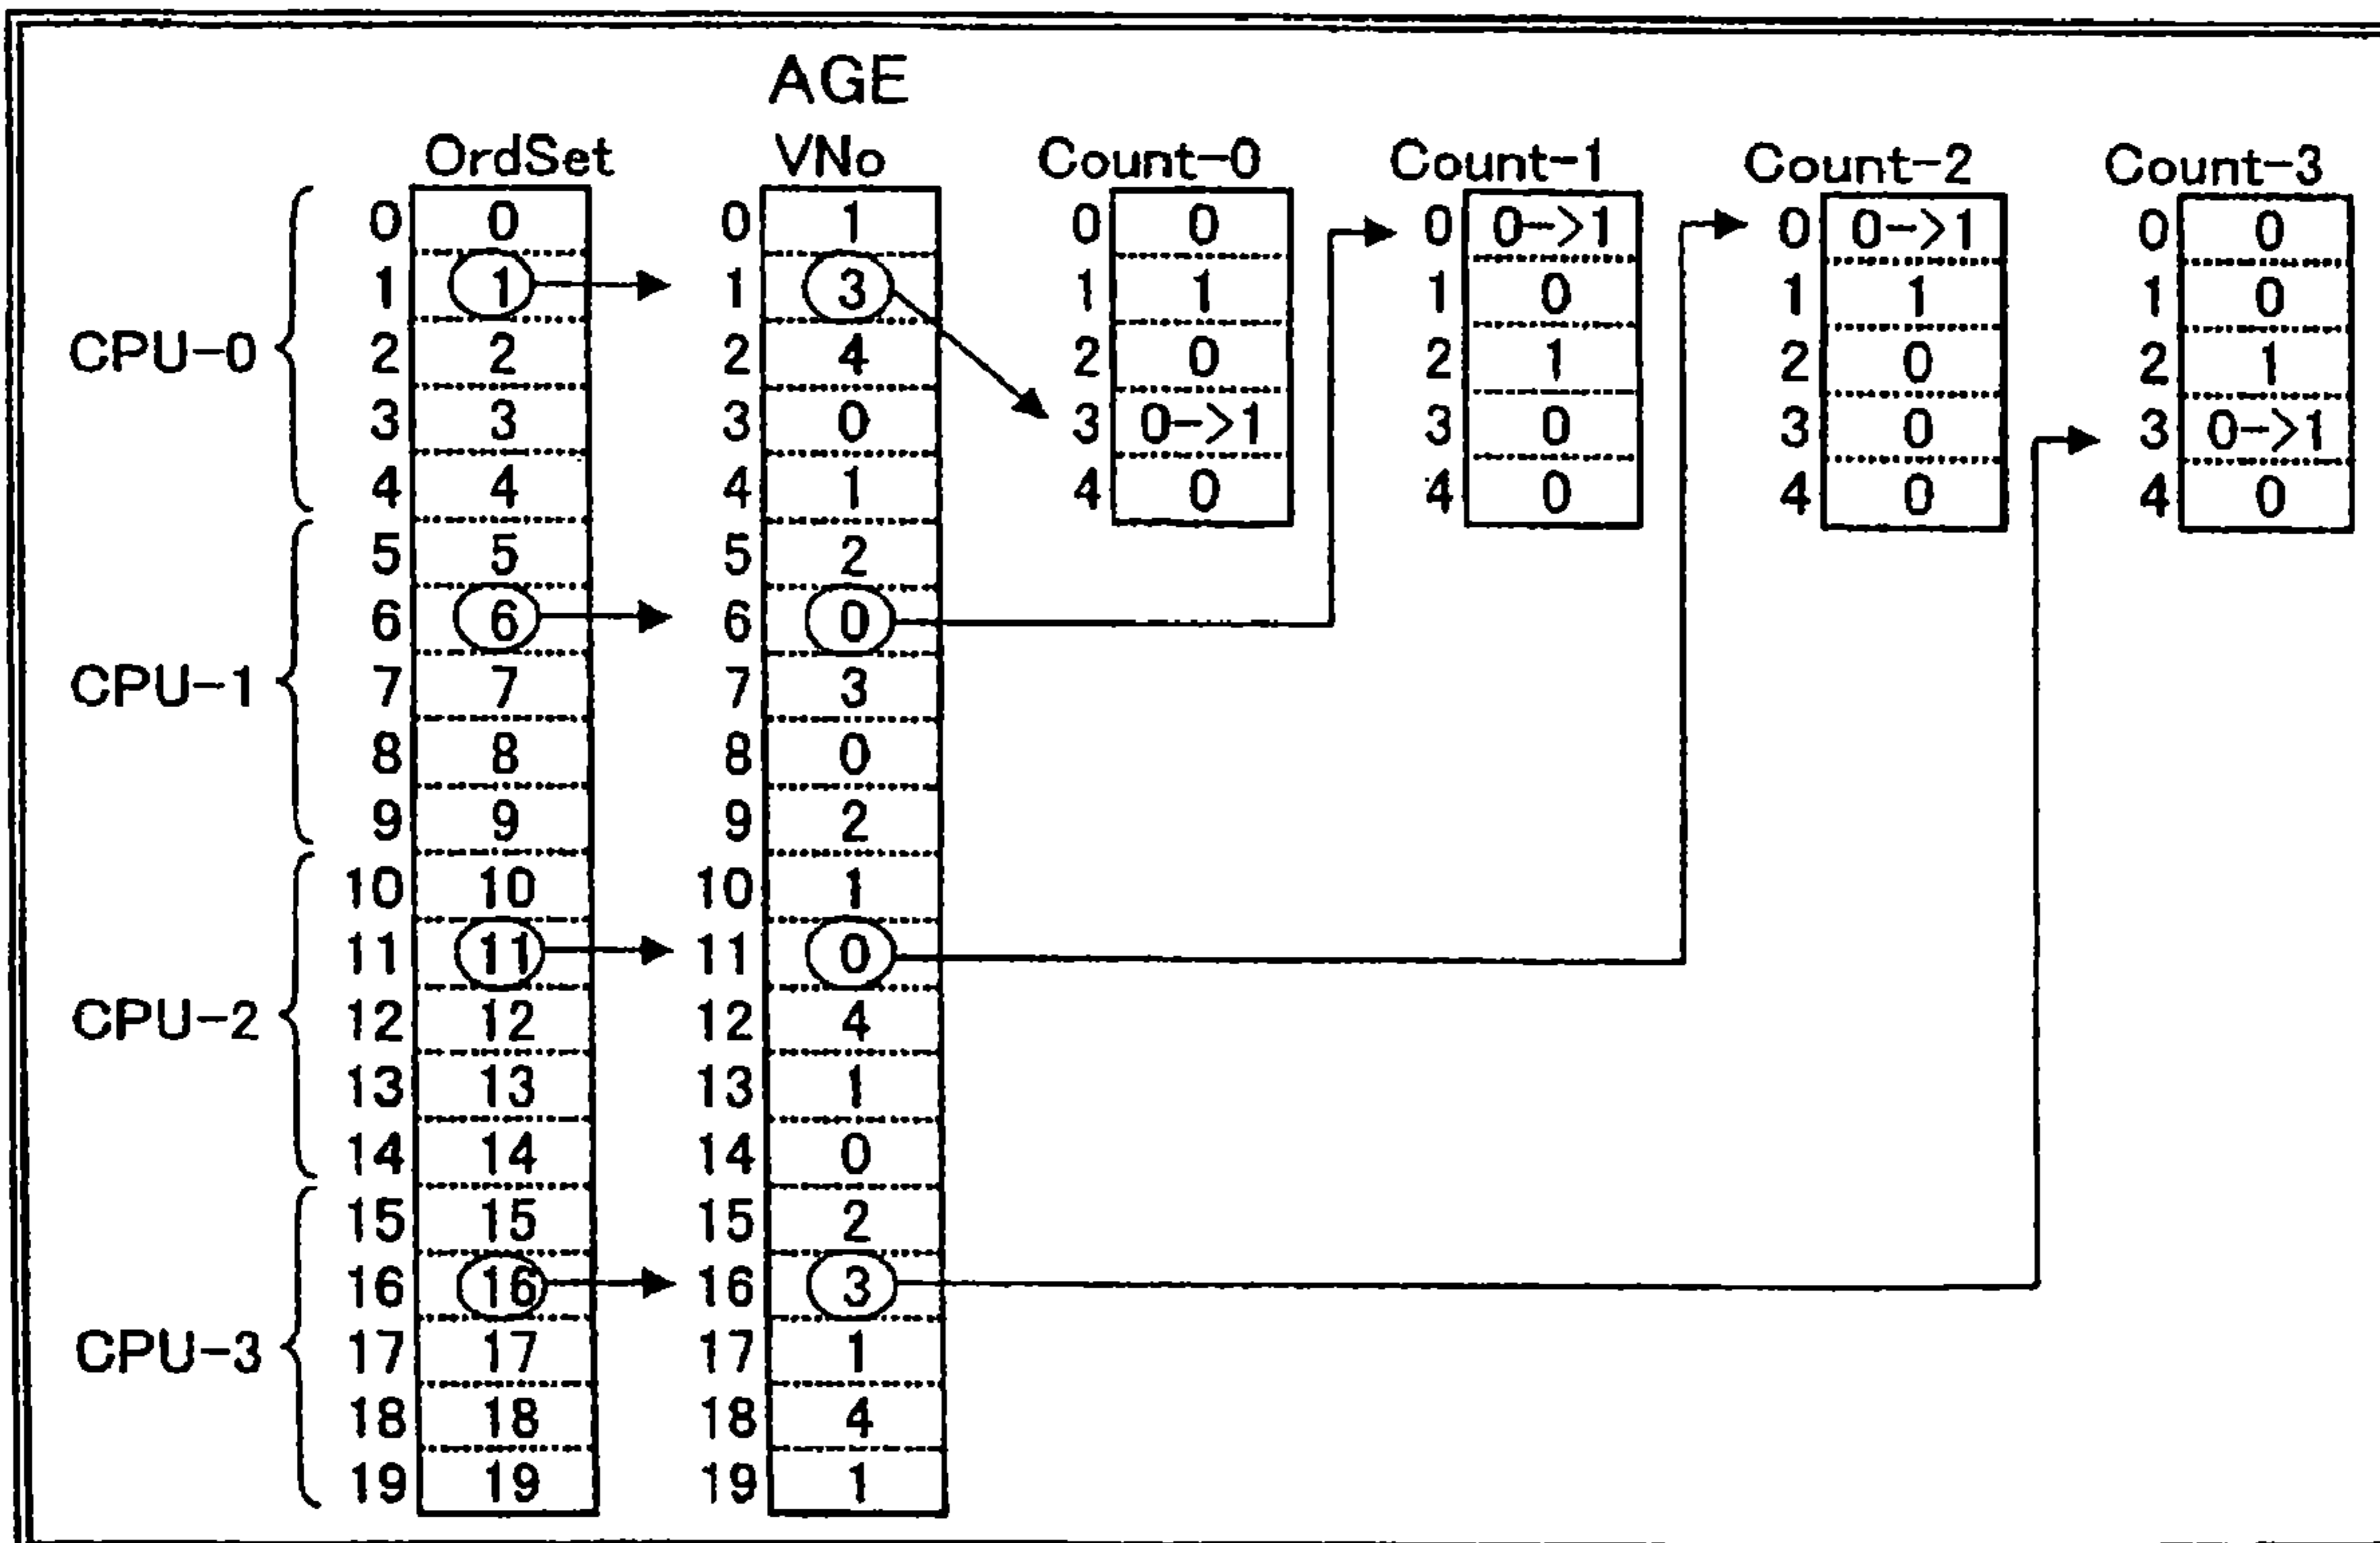 AGE
OrdSet VNo Count-0 Count-1 Count-2 Count-3
0 0 0 1 0 0 0 0->1 0 0->1 0 0
1 1 1 3 1 1 1 0 1 1 1 0
CPU-0 2 2 2 4 2 0 2 1 2 0 2 1
3 3 3 0 3 0->1 3 0 3 0 3 0->1
4 4 4 1 4 0 4 0 4 0 4 0
5 5 5 2
6 6 6 0
CPU-1 7 7 7 3
8 8 8 0
9 9 9 2
10 10 10 1
11 11 11 0
CPU-2 12 12 12 4
13 13 13 1
14 14 14 0
15 15 15 2
16 16 16 3
CPU-3 17 17 17 1
18 18 18 4
19 19 19 1